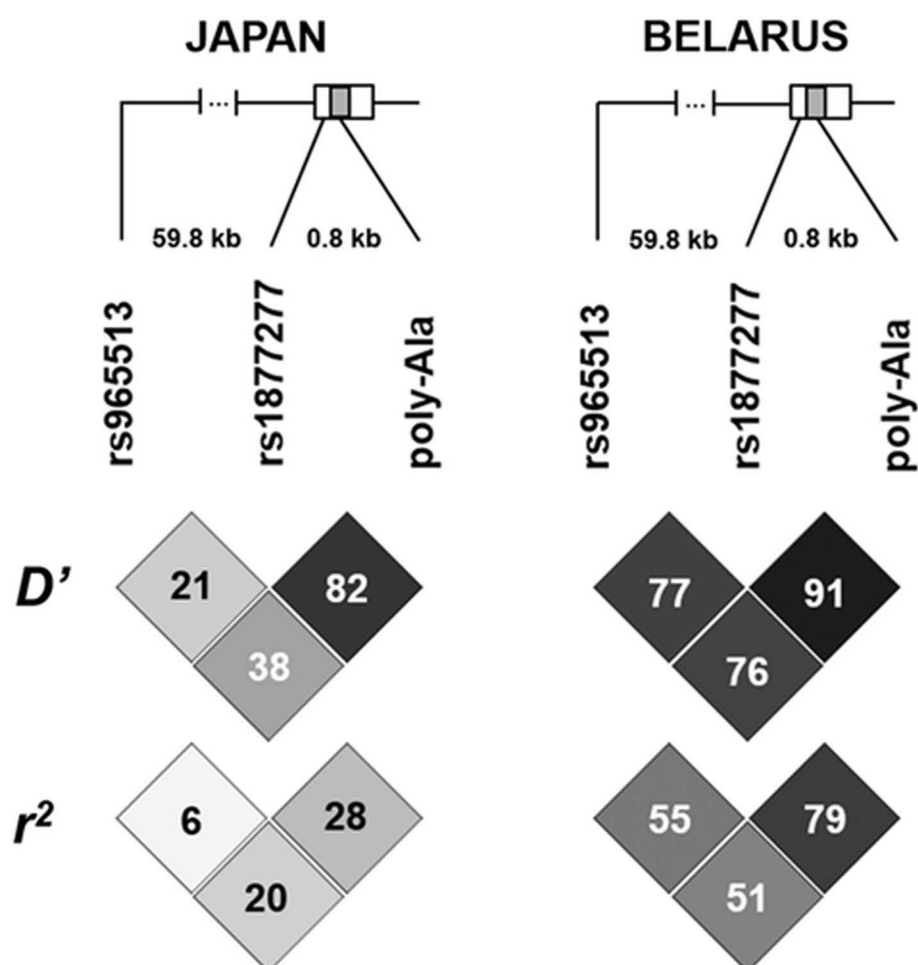 JAPAN
BELARUS
...
...
59.8 kb
0.8 kb
59.8 kb
0.8 kb
rs965513
rs1877277
poly-Ala
rs965513
rs1877277
poly-Ala
D’
21
82
77
91
38
76
r²
6
28
55
79
20
51